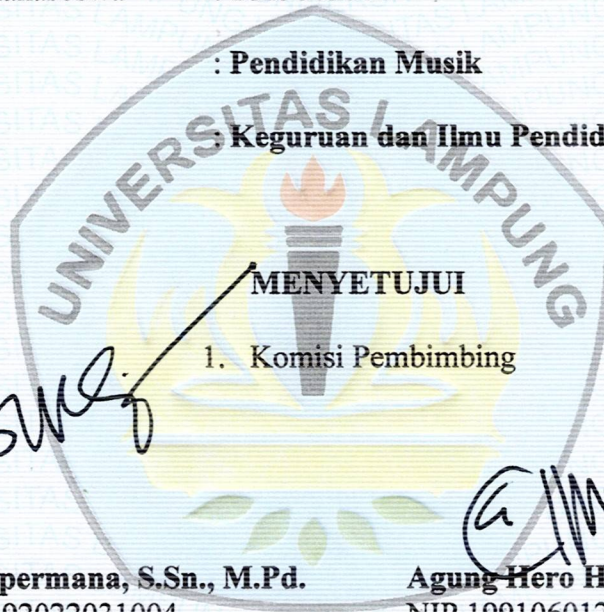 : Pendidikan Musik
: Keguruan dan Ilmu Pendid
UNIVERSITAS LAMPUNG
MENYETUJUI
1. Komisi Pembimbing
permana, S.Sn., M.Pd.
Agung Hero H